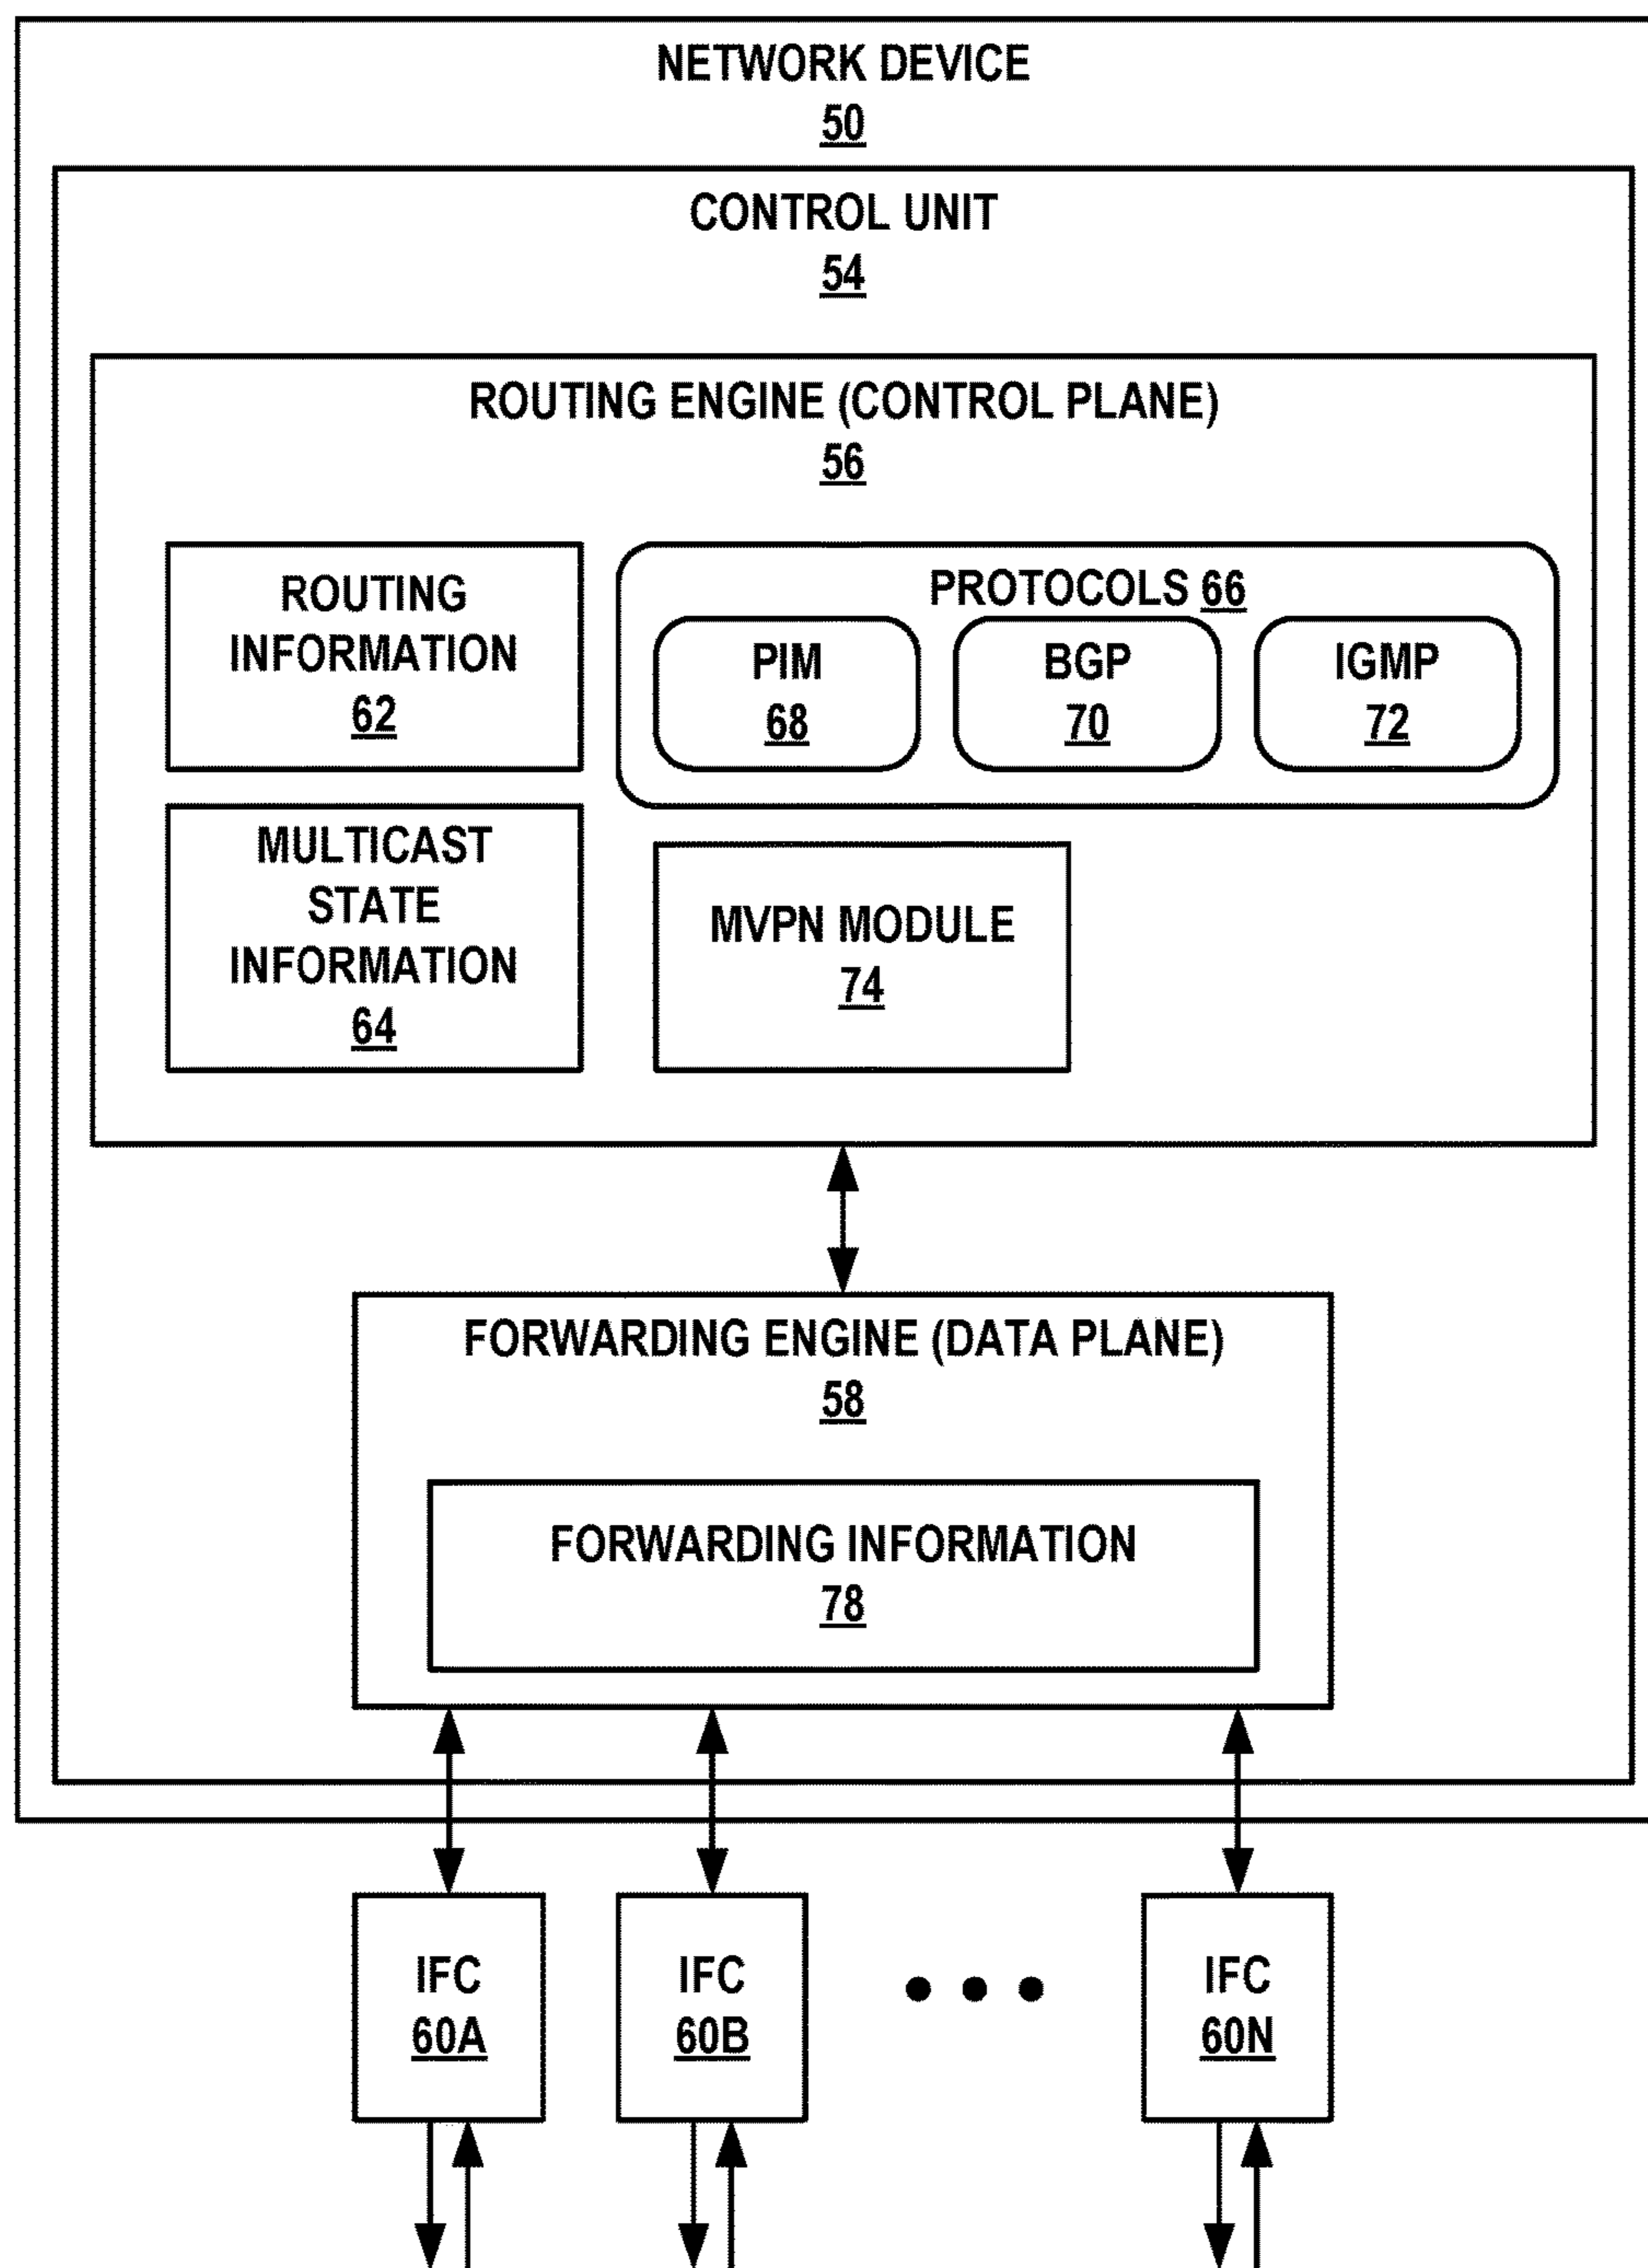 NETWORK DEVICE
50
CONTROL UNIT
54
ROUTING ENGINE (CONTROL PLANE)
56
ROUTING
INFORMATION
62
PROTOCOLS 66
PIM
68
BGP
70
IGMP
72
MULTICAST
STATE
INFORMATION
64
MVPN MODULE
74
FORWARDING ENGINE (DATA PLANE)
58
FORWARDING INFORMATION
78
IFC
60A
IFC
60B
IFC
60N